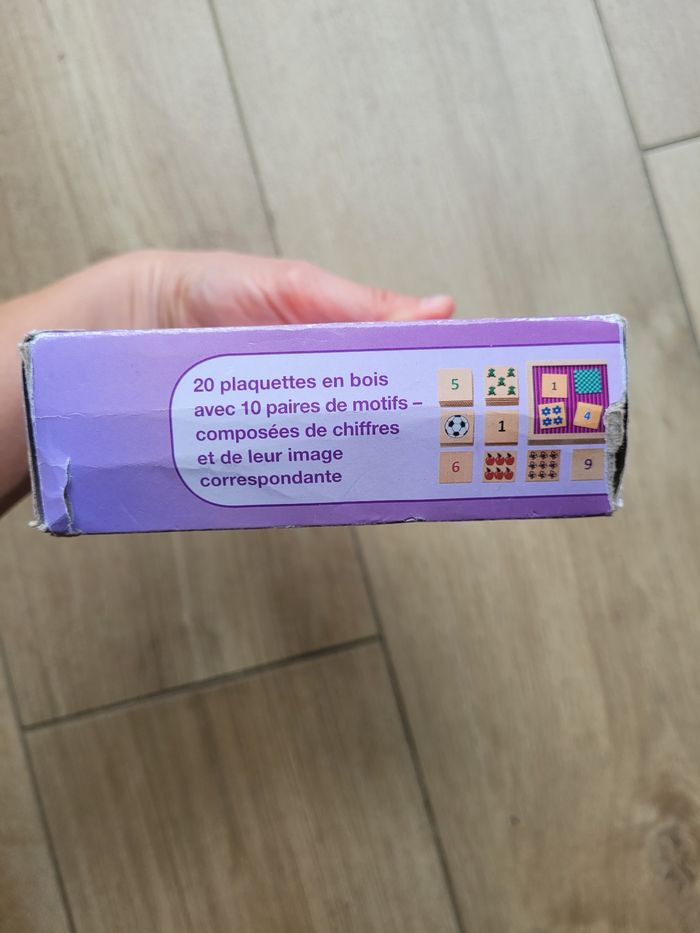 20 plaquettes en bois
avec 10 paires de motifs –
composées de chiffres
et de leur image
correspondante
5
1
1
4
6
9